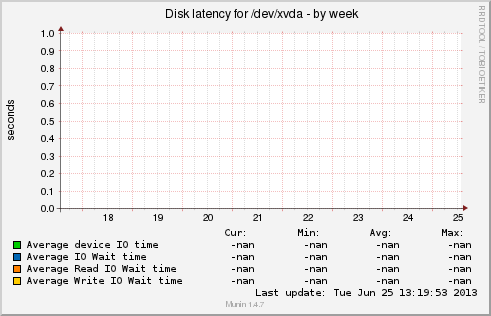 Disk latency for /dev/xvda - by week
RRDTOOL / TOBI OETIKER
seconds
1.0
0.9
0.8
0.7
0.6
0.5
0.4
0.3
0.2
0.1
0.0
18 19 20 21 22 23 24 25
Cur: Min: Avg: Max:
Average device IO time -nan -nan -nan -nan
Average IO Wait time -nan -nan -nan -nan
Average Read IO Wait time -nan -nan -nan -nan
Average Write IO Wait time -nan -nan -nan -nan
Last update: Tue Jun 25 13:19:53 2013
Munin 1.4.7